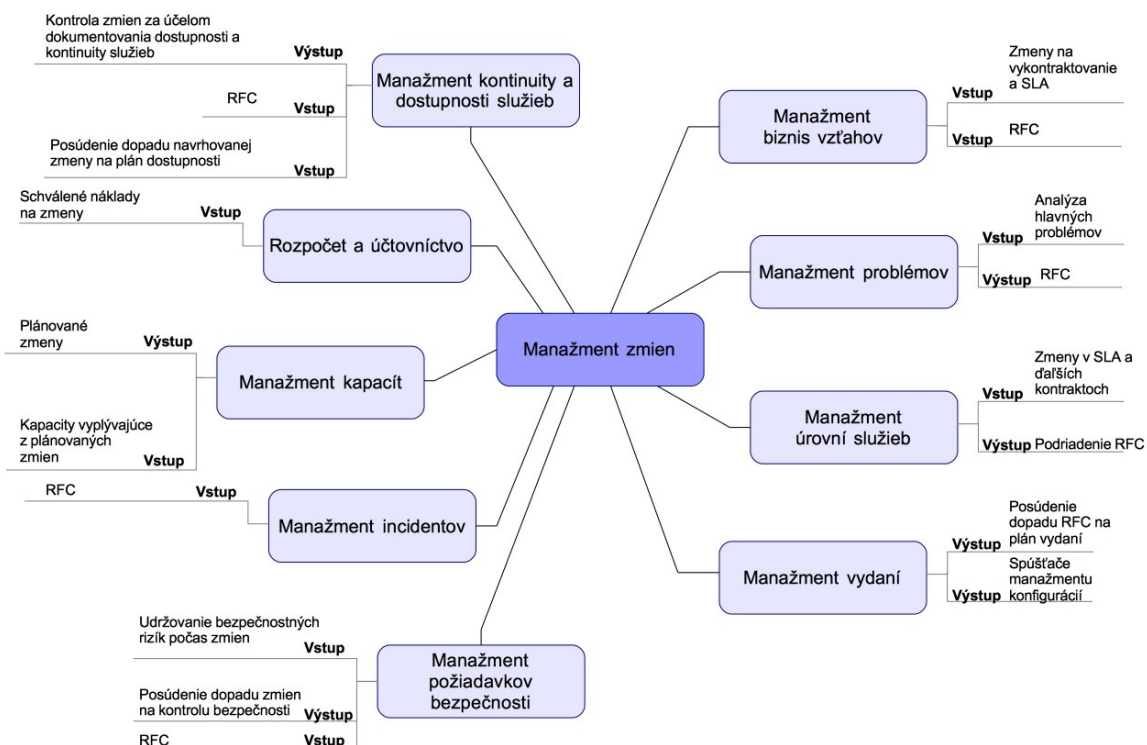 Kontrola zmien za účelom
dokumentovania dostupnosti a
kontinuity služieb
Výstup
RFC
Vstup
Posúdenie dopadu navrhovanej
zmeny na plán dostupnosti
Vstup
Manažment kontinuity a
dostupnosti služieb
Schválené náklady
na zmeny
Vstup
Rozpočet a účtovníctvo
Plánované
zmeny
Výstup
Kapacity vyplývajúce
z plánovaných
zmien
Vstup
Manažment kapacít
RFC
Vstup
Manažment incidentov
Udržovanie bezpečnostných
rizík počas zmien
Vstup
Posúdenie dopadu zmien
na kontrolu bezpečnosti
Výstup
RFC
Vstup
Manažment
požiadavkov
bezpečnosti
Manažment zmien
Manažment
biznis vzťahov
Zmeny na
vykontraktovanie
a SLA
Vstup
RFC
Vstup
Manažment problémov
Analýza
hlavných
problémov
Vstup
RFC
Výstup
Manažment
úrovní služieb
Zmeny v SLA a
ďaľších
kontraktoch
Vstup
Výstup Podriadenie RFC
Manažment vydaní
Posúdenie
dopadu RFC na
plán vydaní
Výstup
Spúšťače
manažmentu
konfigurácií
Výstup